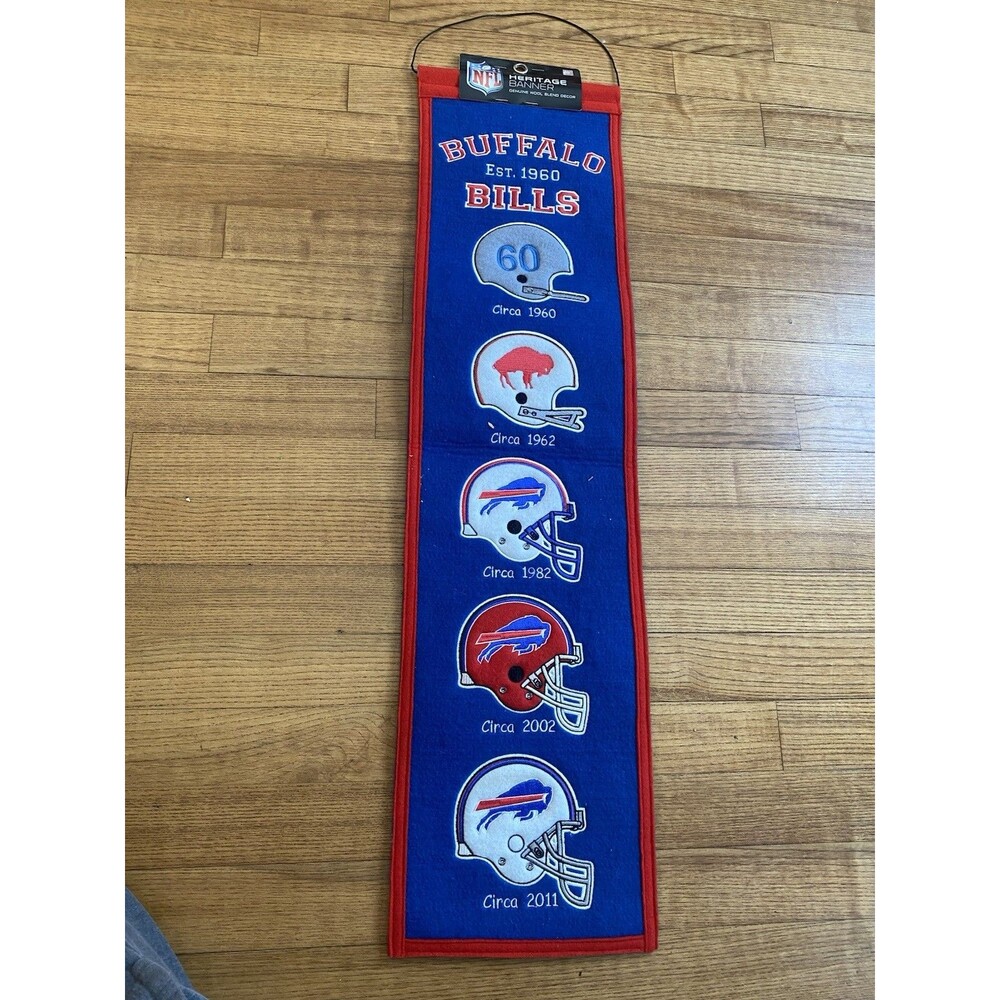 NFL
HERITAGE
BANNER
GENUINE WOOL BLEND DECOR
BUFFALO
EST. 1960
BILLS
60
Circa 1960
Circa 1962
Circa 1982
Circa 2002
Circa 2011